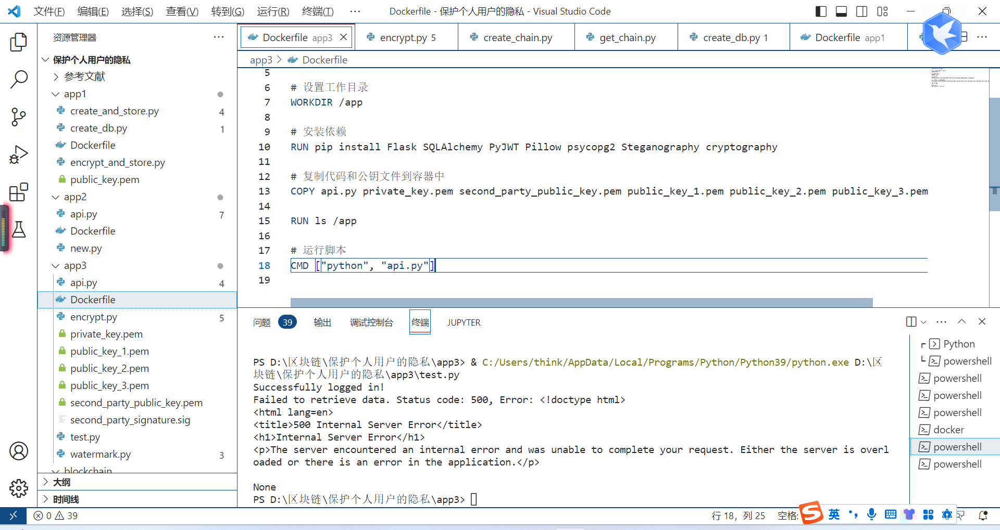 文件(F) 编辑(E) 选择(S) 查看(V) 转到(G) 运行(R) 终端(T) ···
Dockerfile - 保护个人用户的隐私 - Visual Studio Code
资源管理器
Dockerfile app3
encrypt.py 5
create_chain.py
get_chain.py
create_db.py 1
Dockerfile app1
app3 > Dockerfile
保护个人用户的隐私
参考文献
app1
create_and_store.py 4
create_db.py 1
Dockerfile
encrypt_and_store.py
public_key.pem
app2
api.py 7
Dockerfile
new.py
app3
api.py 4
Dockerfile
encrypt.py 5
private_key.pem
public_key_1.pem
public_key_2.pem
public_key_3.pem
second_party_public_key.pem
second_party_signature.sig
test.py
watermark.py 3
blockchain
大纲
时间线
5
6 # 设置工作目录
7 WORKDIR /app
8
9 # 安装依赖
10 RUN pip install Flask SQLAlchemy PyJWT Pillow psycopg2 Steganography cryptography
11
12 # 复制代码和公钥文件到容器中
13 COPY api.py private_key.pem second_party_public_key.pem public_key_1.pem public_key_2.pem public_key_3.pem
14
15 RUN ls /app
16
17 # 运行脚本
18 CMD ["python", "api.py"]
19
问题 39 输出 调试控制台 终端 JUPYTER
PS D:\区块链\保护个人用户的隐私\app3> & C:/Users/think/AppData/Local/Programs/Python/Python39/python.exe D:\区
块链\保护个人用户的隐私\app3\test.py
Successfully logged in!
Failed to retrieve data. Status code: 500, Error: <!doctype html>
<html lang=en>
<title>500 Internal Server Error</title>
<h1>Internal Server Error</h1>
<p>The server encountered an internal error and was unable to complete your request. Either the server is overl
oaded or there is an error in the application.</p>
None
PS D:\区块链\保护个人用户的隐私\app3>
Python
powershell
powershell
powershell
powershell
docker
powershell
powershell
0 39
行 18，列 25 空格:
英